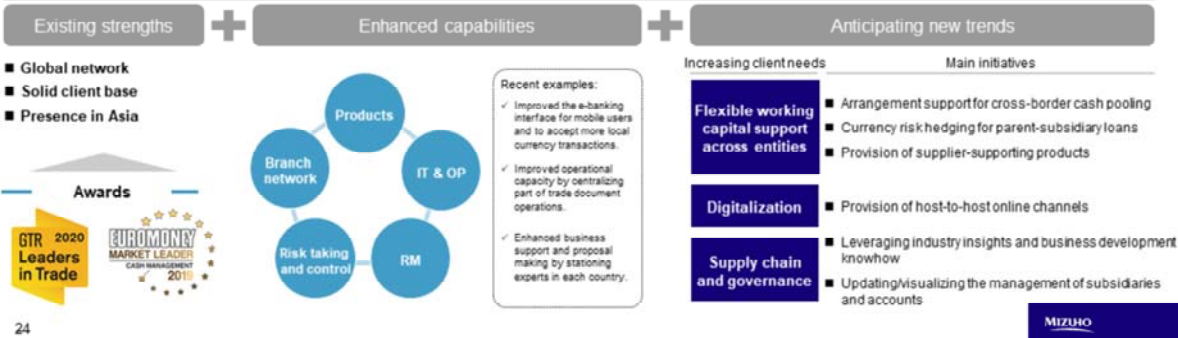 Existing strengths
Enhanced capabilities
Anticipating new trends
■ Global network
■ Solid client base
■ Presence in Asia
Awards
GTR 2020
Leaders
in Trade
EUROMONEY
MARKET LEADER
CASH MANAGEMENT
2019
Products
Branch
network
IT & OP
Risk taking
and control
RM
Recent examples:
✓ Improved the e-banking
interface for mobile users
and to accept more local
currency transactions.
✓ Improved operational
capacity by centralizing
part of trade document
operations.
✓ Enhanced business
support and proposal
making by stationing
experts in each country.
Increasing client needs
Main initiatives
Flexible working
capital support
across entities
■ Arrangement support for cross-border cash pooling
■ Currency risk hedging for parent-subsidiary loans
■ Provision of supplier-supporting products
Digitalization
■ Provision of host-to-host online channels
Supply chain
and governance
■ Leveraging industry insights and business development
knowhow
■ Updating/visualizing the management of subsidiaries
and accounts
24
MIZUHO